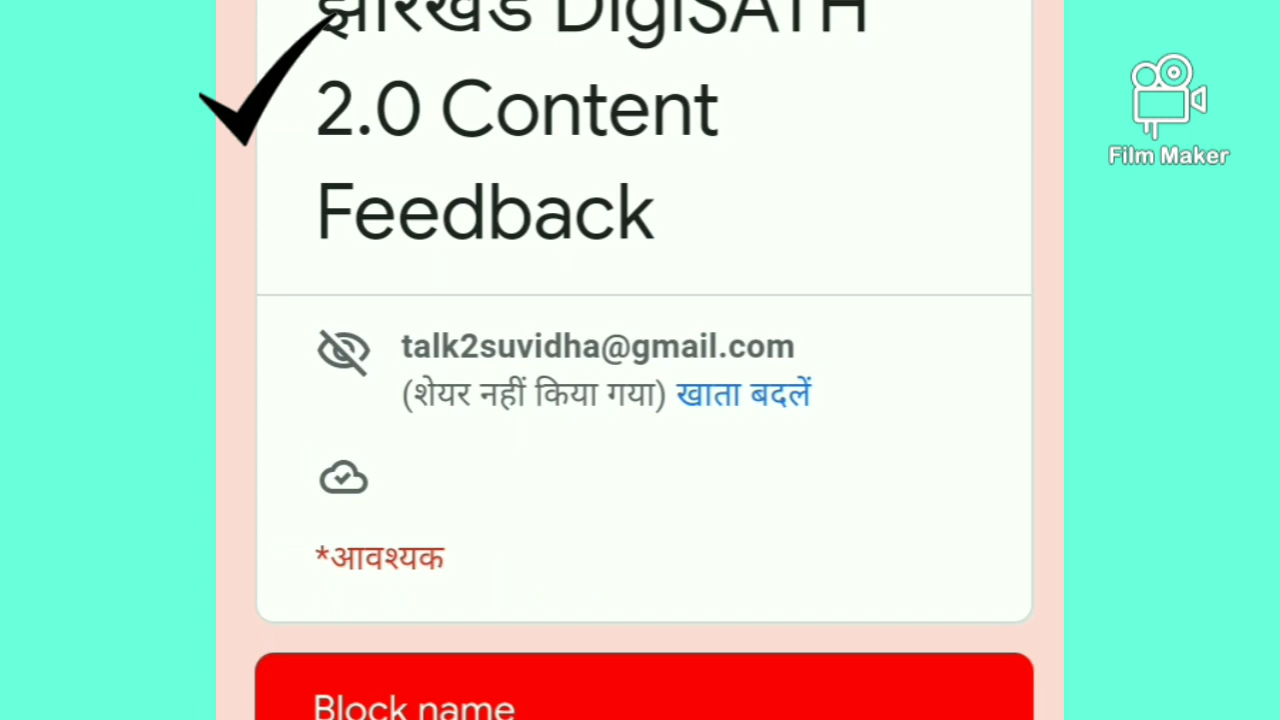 झारखंड DigiSATH
2.0 Content
Feedback
Film Maker
talk2suvidha@gmail.com
(शेयर नहीं किया गया) खाता बदलें
*आवश्यक
Block name